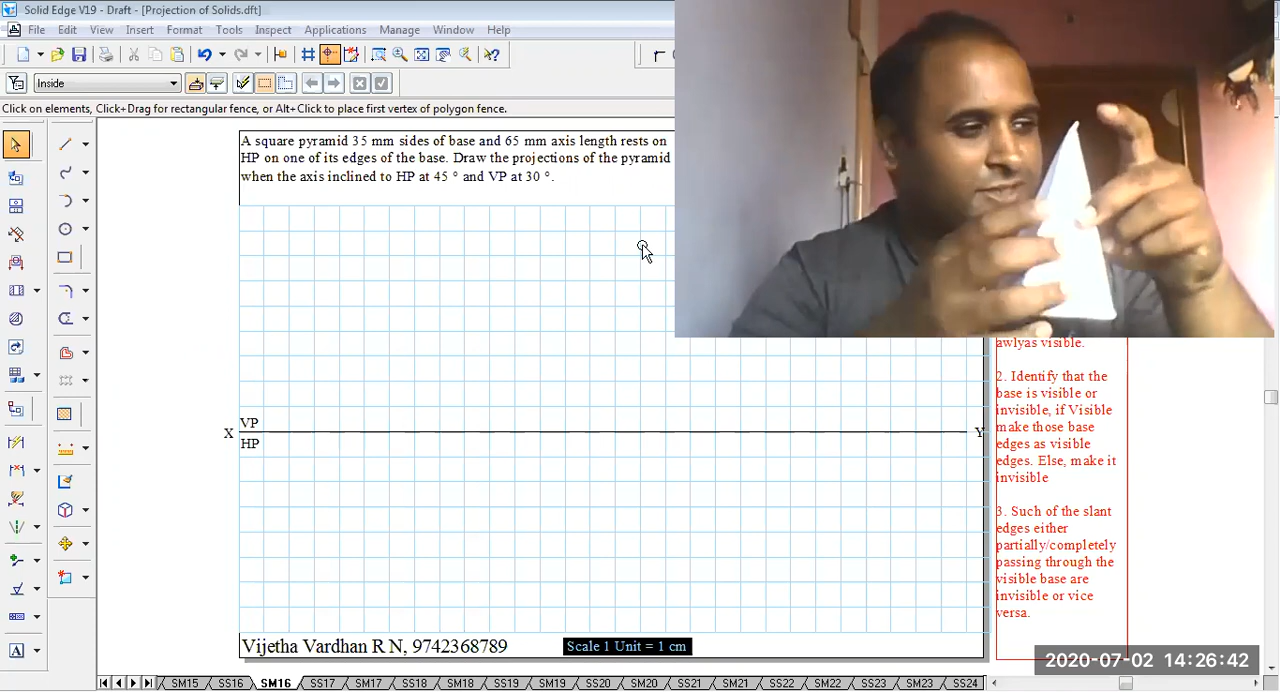 Solid Edge V19 - Draft - [Projection of Solids.dft]
File Edit View Insert Format Tools Inspect Applications Manage Window Help
Inside
Click on elements, Click+Drag for rectangular fence, or Alt+Click to place first vertex of polygon fence.
A square pyramid 35 mm sides of base and 65 mm axis length rests on
HP on one of its edges of the base. Draw the projections of the pyramid
when the axis inclined to HP at 45 ° and VP at 30 °.
awlyas visible.
2. Identify that the
base is visible or
invisible, if Visible
make those base
edges as visible
edges. Else, make it
invisible
3. Such of the slant
edges either
partially/completely
passing through the
visible base are
invisible or vice
versa.
VP
X Y
HP
Vijetha Vardhan R N, 9742368789
Scale 1 Unit = 1 cm
2020-07-02 14:26:42
SM15 SS16 SM16 SS17 SM17 SS18 SM18 SS19 SM19 SS20 SM20 SS21 SM21 SS22 SM22 SS23 SM23 SS24